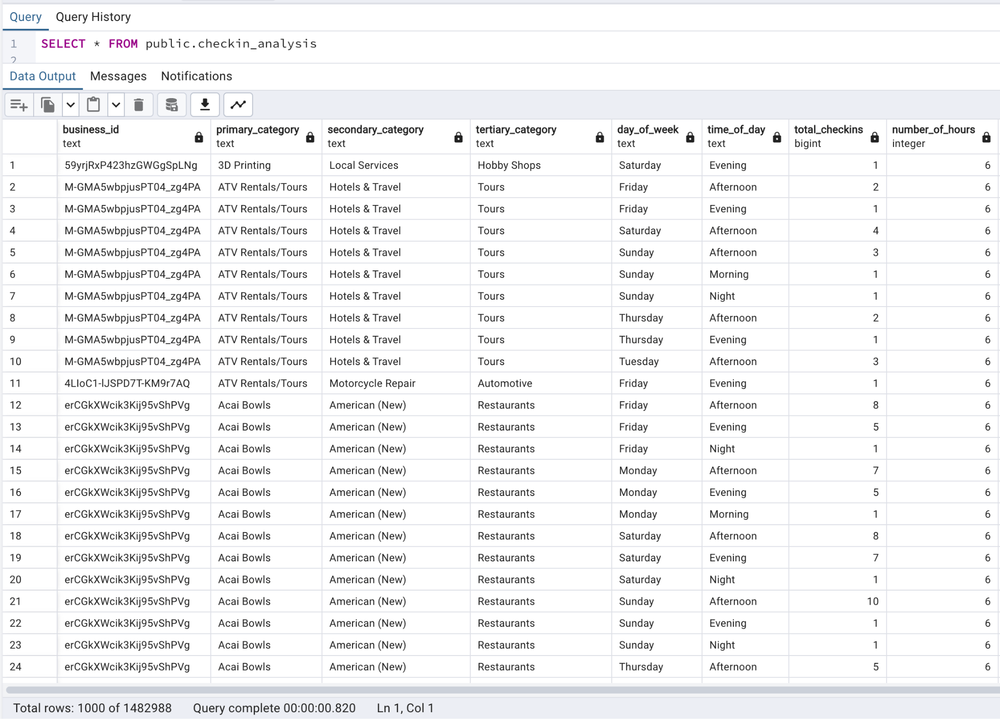 Query Query History
1 SELECT * FROM public.checkin_analysis
2
Data Output Messages Notifications
business_id primary_category secondary_category tertiary_category day_of_week time_of_day total_checkins number_of_hours
text text text text text text bigint integer
1 59yrjRxP423hzGWGgSpLNg 3D Printing Local Services Hobby Shops Saturday Evening 1 6
2 M-GMA5wbpjusPT04_zg4PA ATV Rentals/Tours Hotels & Travel Tours Friday Afternoon 2 6
3 M-GMA5wbpjusPT04_zg4PA ATV Rentals/Tours Hotels & Travel Tours Friday Evening 1 6
4 M-GMA5wbpjusPT04_zg4PA ATV Rentals/Tours Hotels & Travel Tours Saturday Afternoon 4 6
5 M-GMA5wbpjusPT04_zg4PA ATV Rentals/Tours Hotels & Travel Tours Sunday Afternoon 3 6
6 M-GMA5wbpjusPT04_zg4PA ATV Rentals/Tours Hotels & Travel Tours Sunday Morning 1 6
7 M-GMA5wbpjusPT04_zg4PA ATV Rentals/Tours Hotels & Travel Tours Sunday Night 1 6
8 M-GMA5wbpjusPT04_zg4PA ATV Rentals/Tours Hotels & Travel Tours Thursday Afternoon 2 6
9 M-GMA5wbpjusPT04_zg4PA ATV Rentals/Tours Hotels & Travel Tours Thursday Evening 1 6
10 M-GMA5wbpjusPT04_zg4PA ATV Rentals/Tours Hotels & Travel Tours Tuesday Afternoon 3 6
11 4LIoC1-lJSPD7T-KM9r7AQ ATV Rentals/Tours Motorcycle Repair Automotive Friday Evening 1 6
12 erCGkXWcik3Kij95vShPVg Acai Bowls American (New) Restaurants Friday Afternoon 8 6
13 erCGkXWcik3Kij95vShPVg Acai Bowls American (New) Restaurants Friday Evening 5 6
14 erCGkXWcik3Kij95vShPVg Acai Bowls American (New) Restaurants Friday Night 1 6
15 erCGkXWcik3Kij95vShPVg Acai Bowls American (New) Restaurants Monday Afternoon 7 6
16 erCGkXWcik3Kij95vShPVg Acai Bowls American (New) Restaurants Monday Evening 5 6
17 erCGkXWcik3Kij95vShPVg Acai Bowls American (New) Restaurants Monday Morning 1 6
18 erCGkXWcik3Kij95vShPVg Acai Bowls American (New) Restaurants Saturday Afternoon 8 6
19 erCGkXWcik3Kij95vShPVg Acai Bowls American (New) Restaurants Saturday Evening 7 6
20 erCGkXWcik3Kij95vShPVg Acai Bowls American (New) Restaurants Saturday Night 1 6
21 erCGkXWcik3Kij95vShPVg Acai Bowls American (New) Restaurants Sunday Afternoon 10 6
22 erCGkXWcik3Kij95vShPVg Acai Bowls American (New) Restaurants Sunday Evening 1 6
23 erCGkXWcik3Kij95vShPVg Acai Bowls American (New) Restaurants Sunday Night 1 6
24 erCGkXWcik3Kij95vShPVg Acai Bowls American (New) Restaurants Thursday Afternoon 5 6
Total rows: 1000 of 1482988 Query complete 00:00:00.820 Ln 1, Col 1